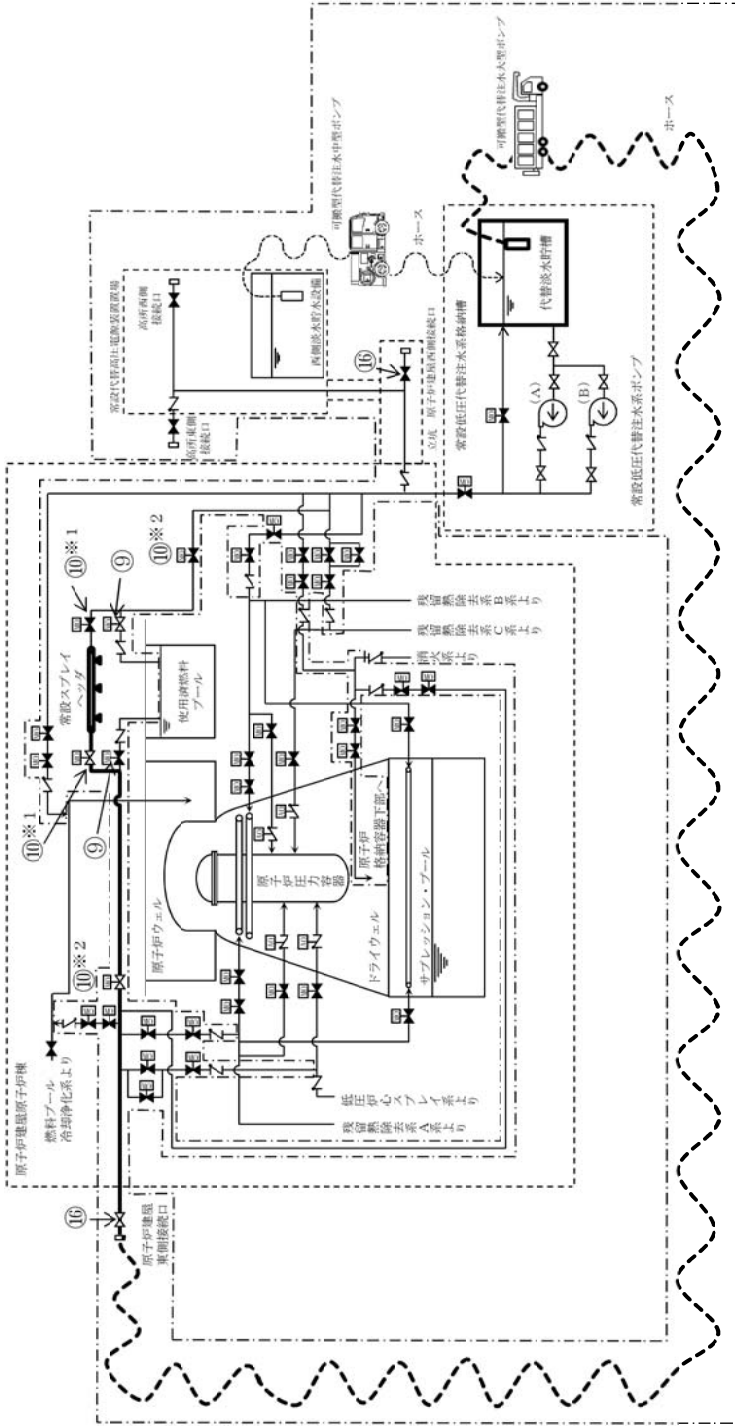 原子炉建屋原子炉棟
燃料プール
冷却浄化系より
⑯
原子炉建屋
東側接続口
⑩※2
⑩※1
⑨
常設スプレイ
ヘッダ
⑩※1
⑨
使用済燃料
プール
⑩※2
原子炉ウェル
原子炉圧力容器
ドライウェル
原子炉
格納容器下部へ
サプレッション・プール
低圧炉心スプレイ系より
残留熱除去系A系より
残留熱除去系B系より
残留熱除去系C系より
消火系より
常設代替高圧電源装置置場
高所東側
接続口
高所西側
接続口
西側淡水貯水設備
可搬型代替注水中型ポンプ
ホース
⑯
立坑
原子炉建屋西側接続口
常設低圧代替注水系格納槽
代替淡水貯槽
(A)
(B)
常設低圧代替注水系ポンプ
可搬型代替注水大型ポンプ
ホース